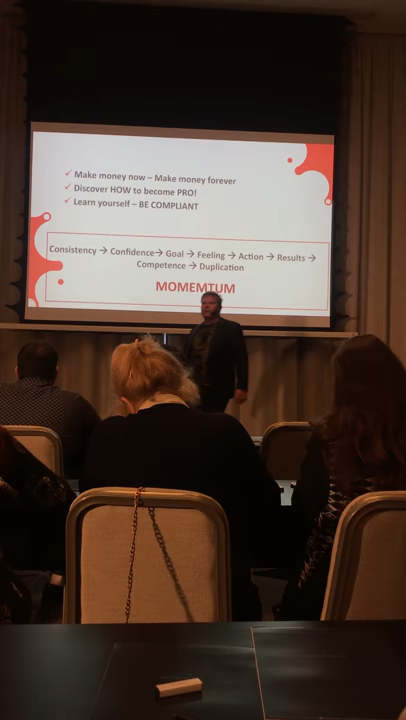 ✓ Make money now – Make money forever
✓ Discover HOW to become PRO!
✓ Learn yourself – BE COMPLIANT
Consistency → Confidence→ Goal → Feeling → Action → Results →
Competence → Duplication
MOMEMTUM